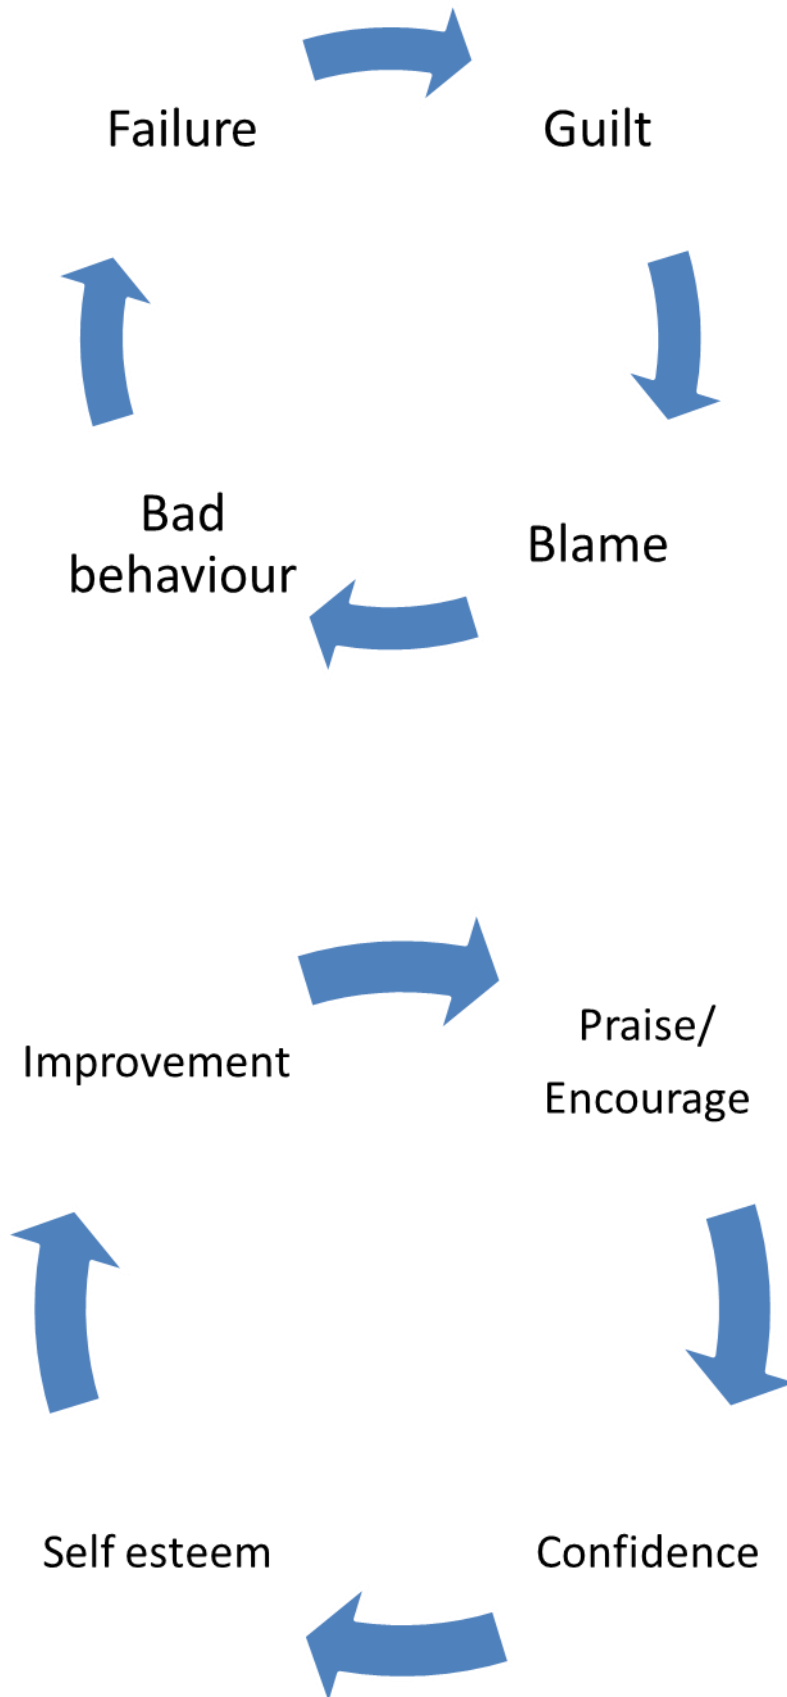 Failure
Guilt
Bad
behaviour
Blame
Improvement
Praise/
Encourage
Self esteem
Confidence